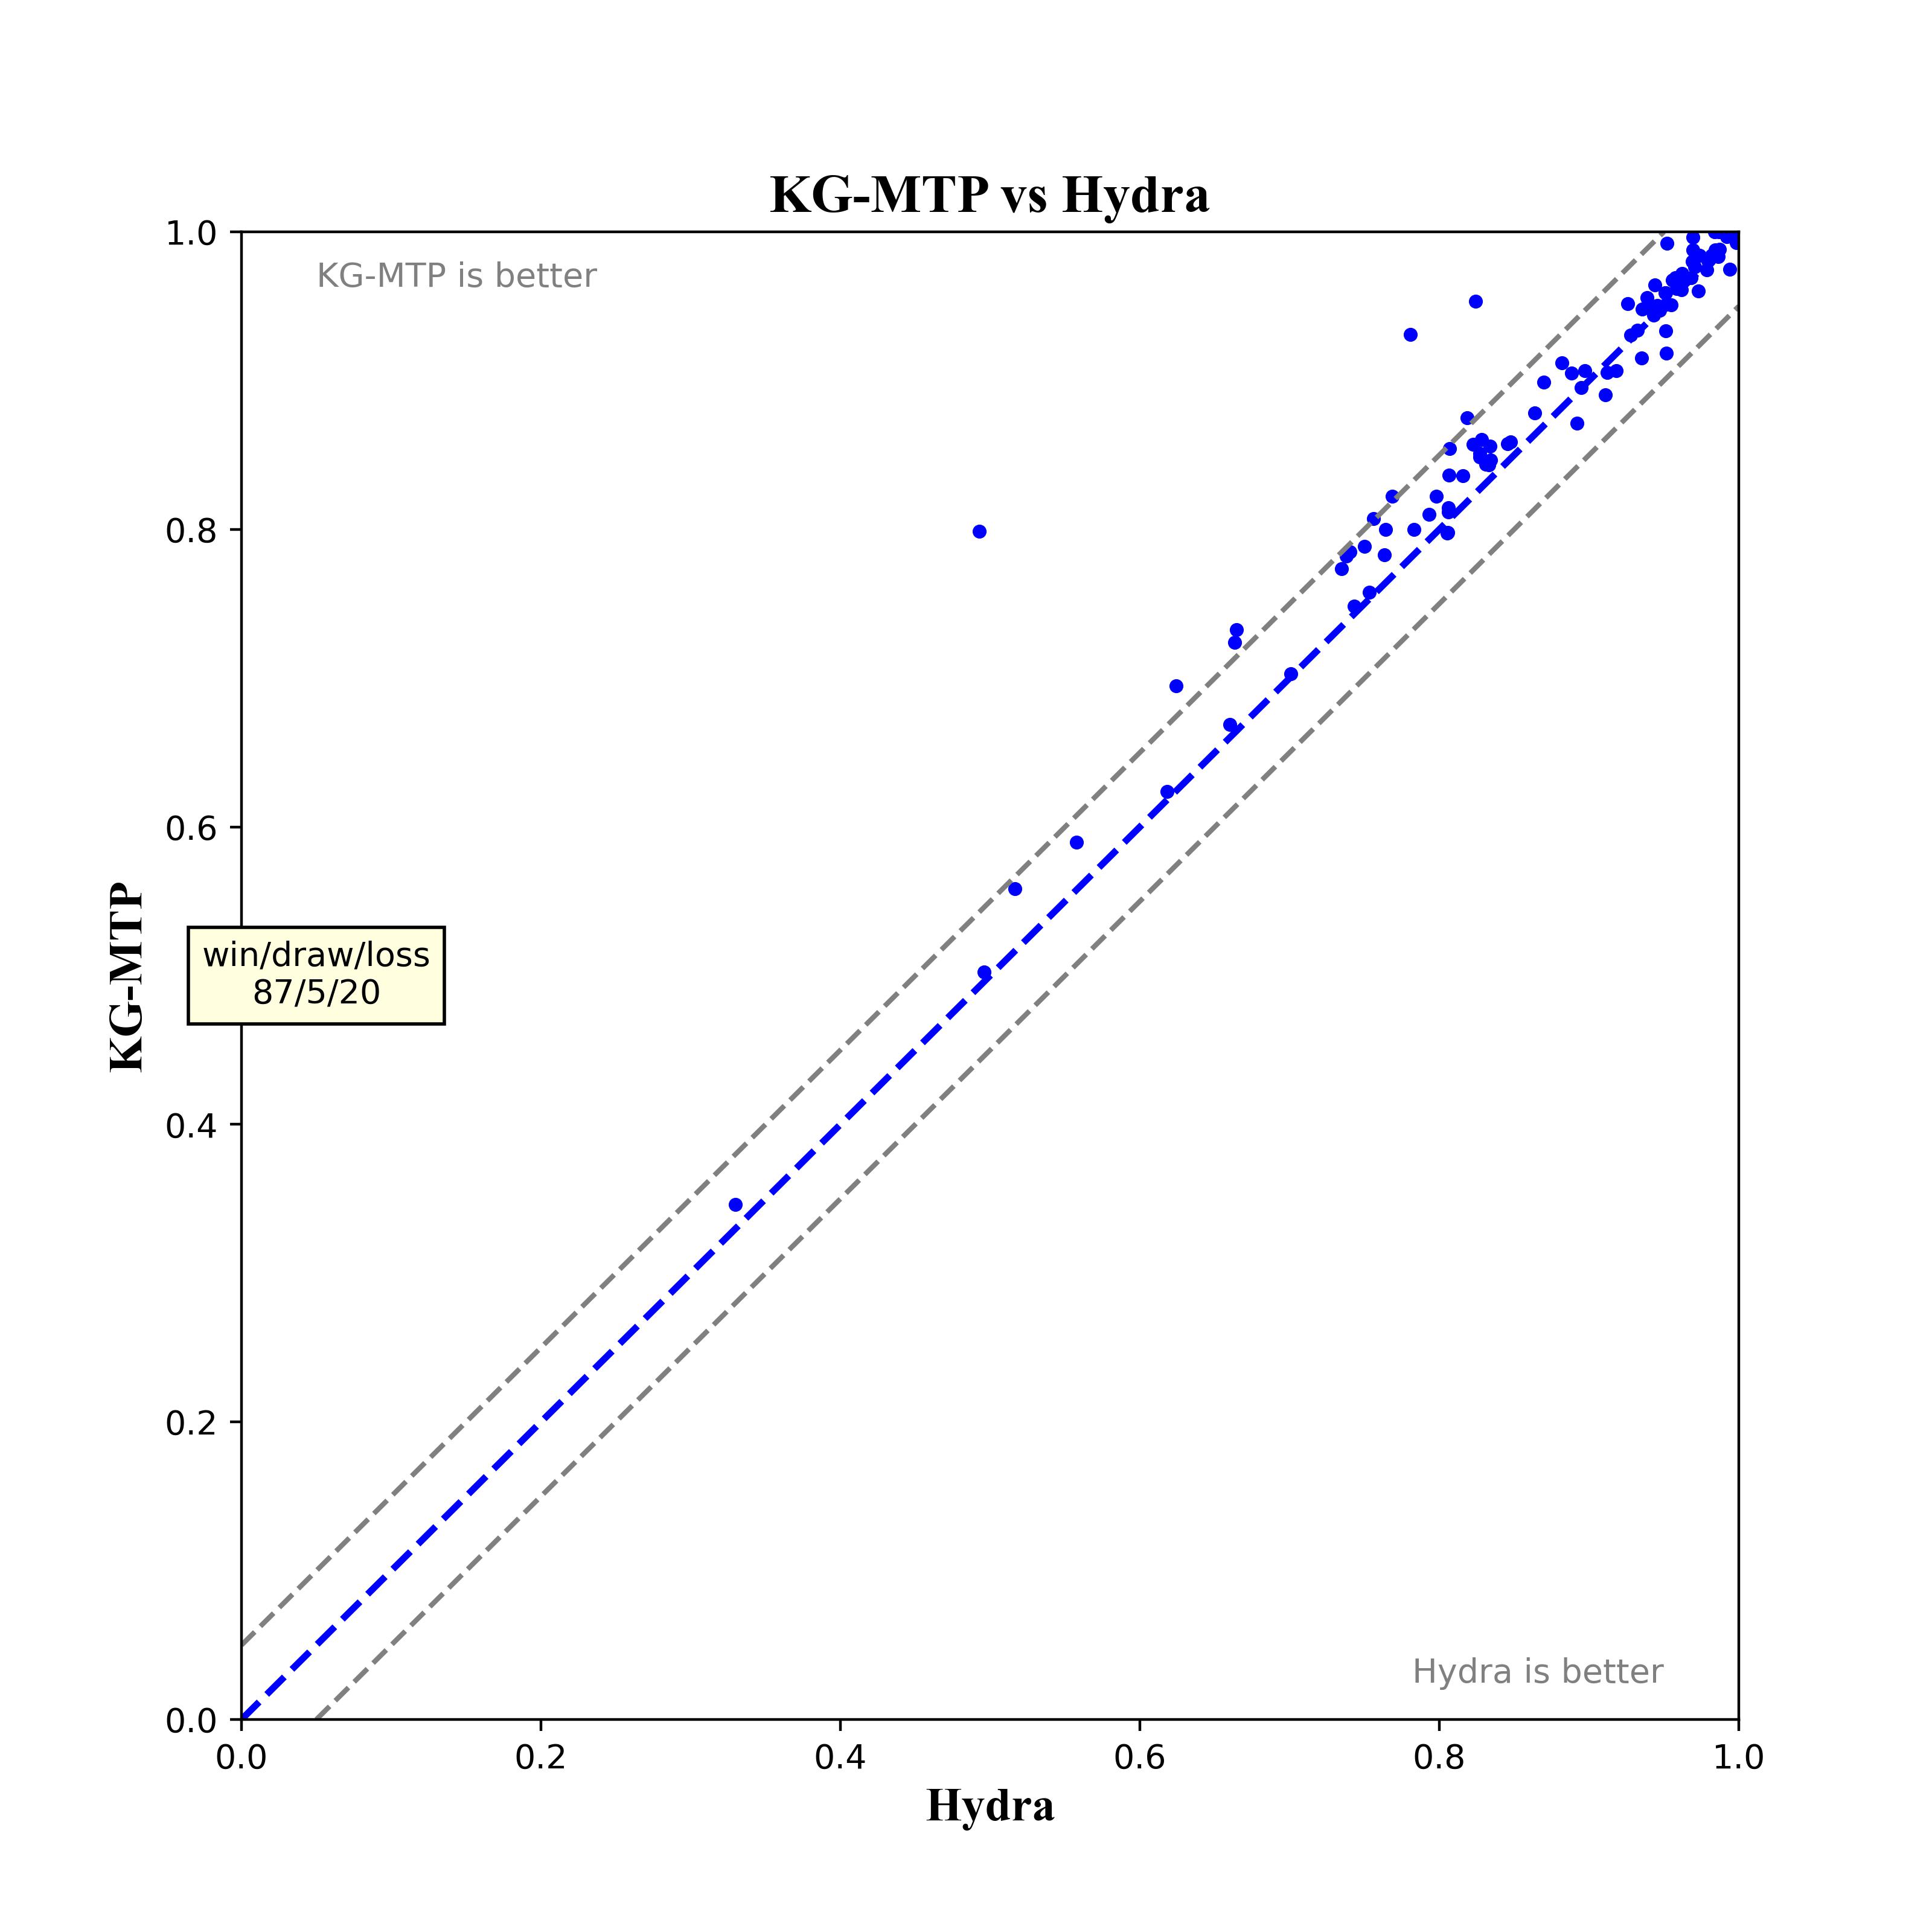 KG-MTP vs Hydra
1.0
KG-MTP is better
0.8
0.6
KG-MTP
win/draw/loss
87/5/20
0.4
0.2
Hydra is better
0.0
0.0 0.2 0.4 0.6 0.8 1.0
Hydra